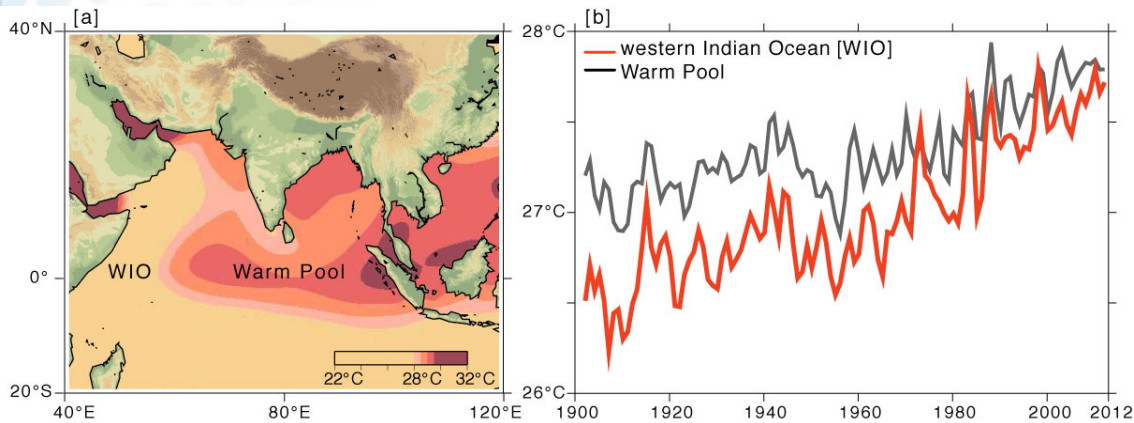 [a]
40°N
0°
20°S
40°E
80°E
120°E
WIO
Warm Pool
22°C
28°C
32°C
[b]
28°C
27°C
26°C
western Indian Ocean [WIO]
Warm Pool
1900
1920
1940
1960
1980
2000
2012